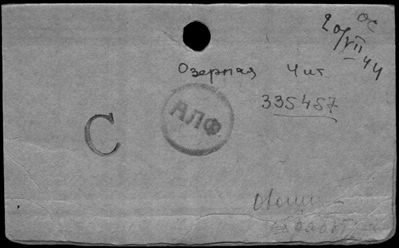 20/VII 44
Озерная Чит
335457
АЛФ
С